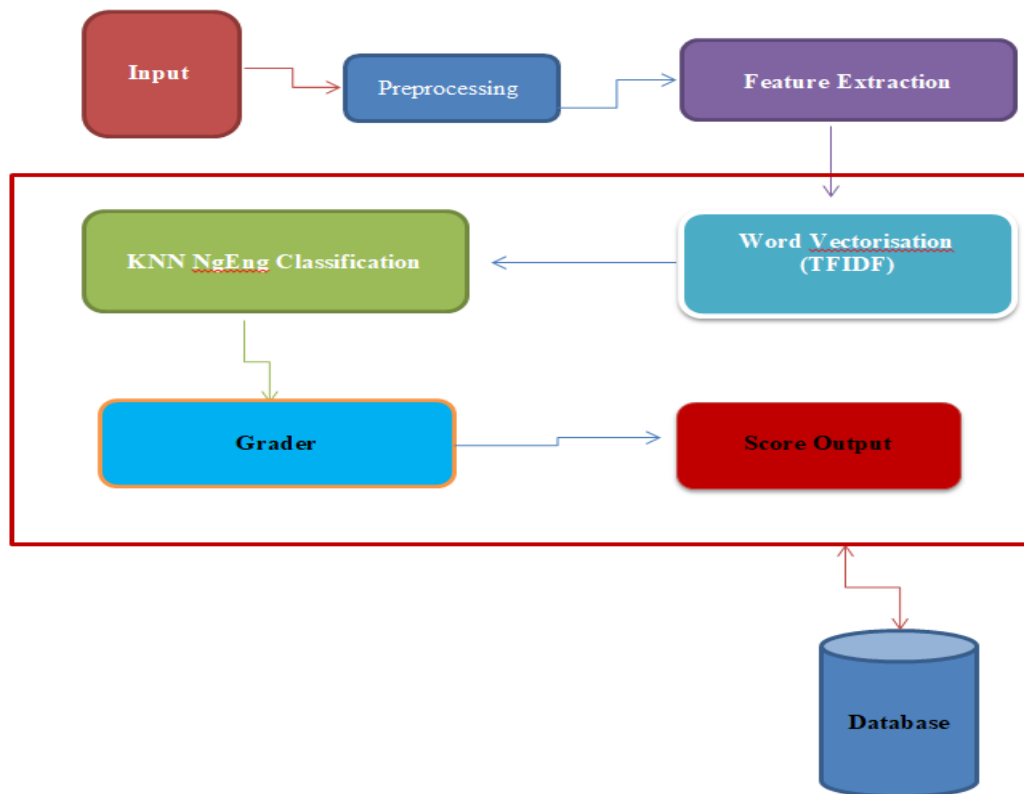 Input
Preprocessing
Feature Extraction
Word Vectorisation
(TFIDF)
KNN NgEng Classification
Grader
Score Output
Database